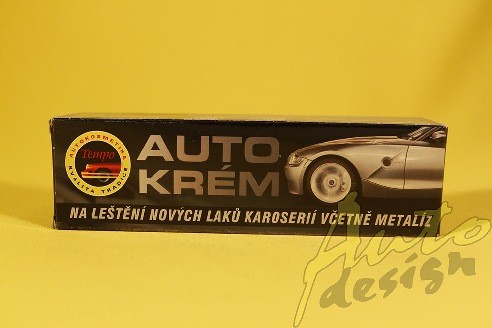 AUTOKOSMETIKA
Tempo
KVALITA TRADICE
AUTO
KRÉM
NA LEŠTĚNÍ NOVÝCH LAKŮ KAROSERIÍ VČETNĚ METALÍZ
Auto
design